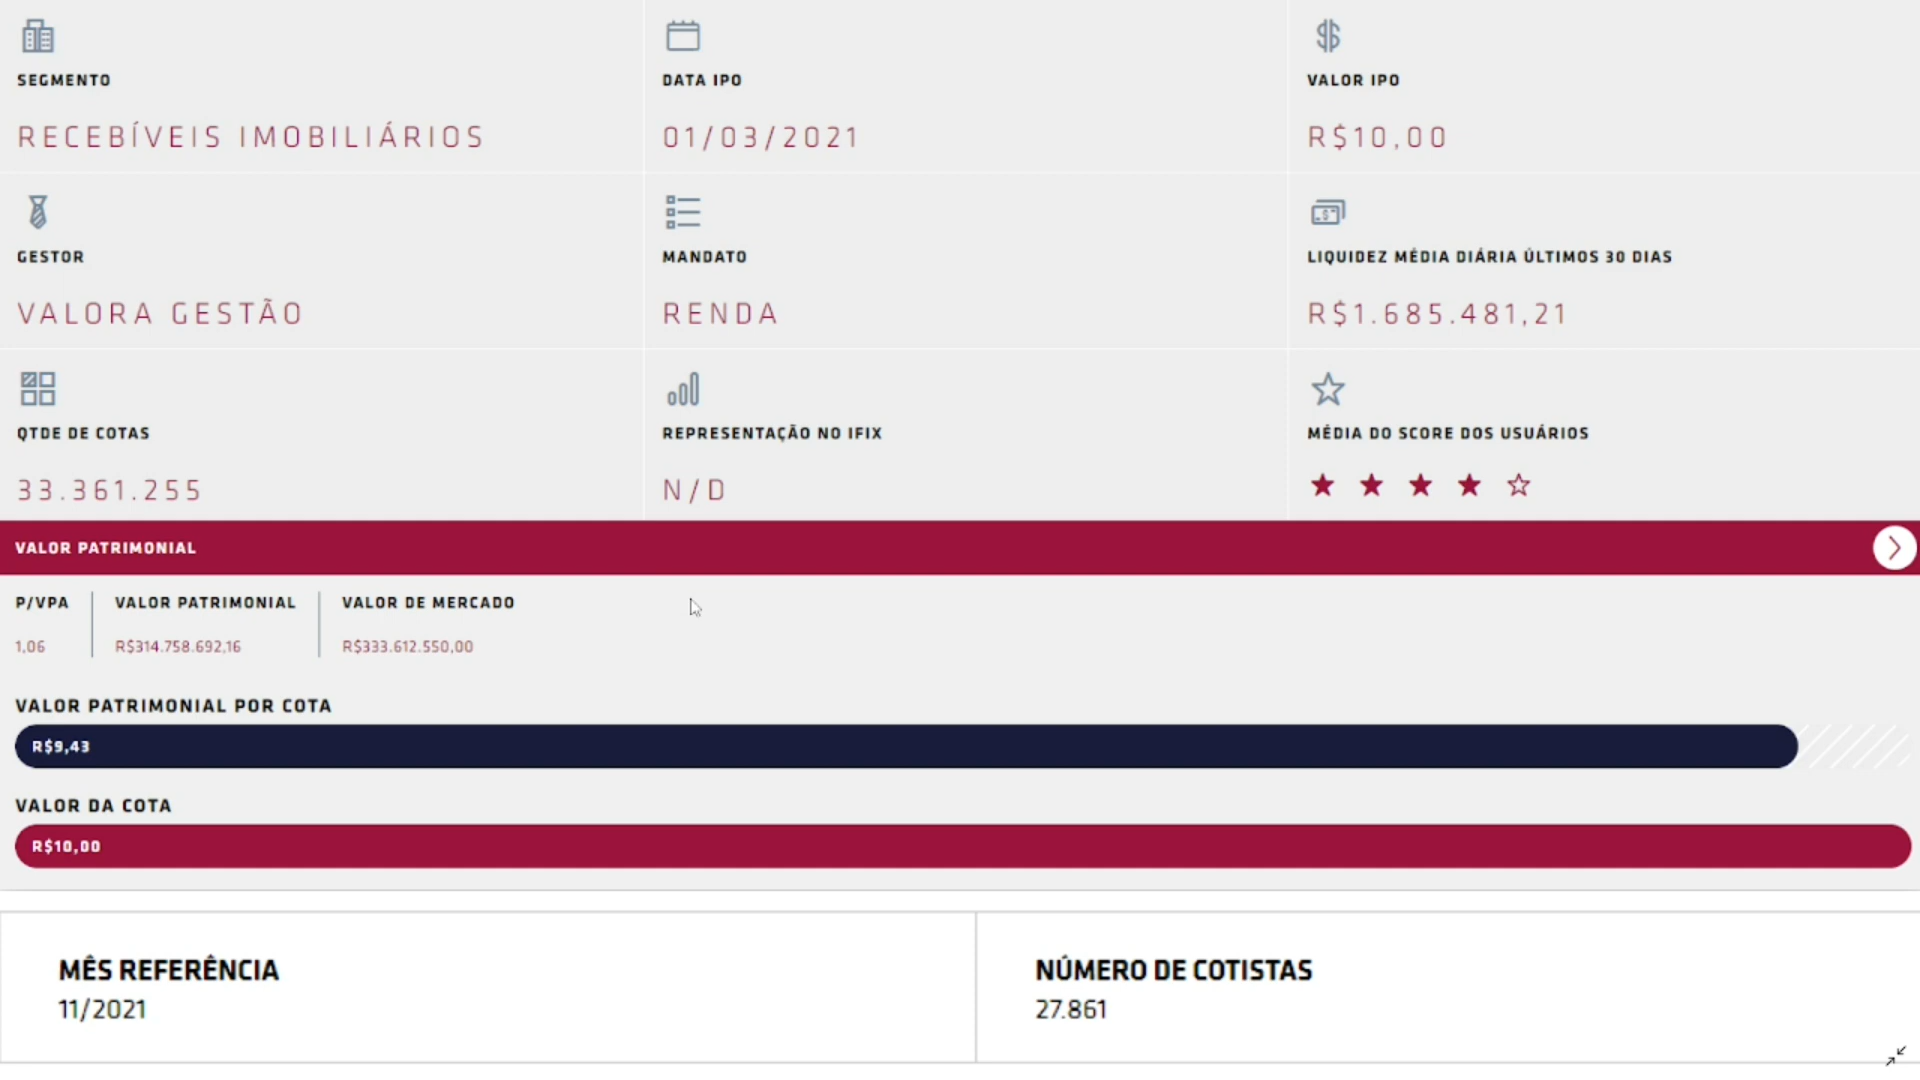 SEGMENTO
RECEBÍVEIS IMOBILIÁRIOS
DATA IPO
01/03/2021
VALOR IPO
R$10,00
GESTOR
VALORA GESTÃO
MANDATO
RENDA
LIQUIDEZ MÉDIA DIÁRIA ÚLTIMOS 30 DIAS
R$1.685.481,21
QTDE DE COTAS
33.361.255
REPRESENTAÇÃO NO IFIX
N/D
MÉDIA DO SCORE DOS USUÁRIOS
VALOR PATRIMONIAL
P/VPA
1,06
VALOR PATRIMONIAL
R$314.758.692,16
VALOR DE MERCADO
R$333.612.550,00
VALOR PATRIMONIAL POR COTA
R$9,43
VALOR DA COTA
R$10,00
MÊS REFERÊNCIA
11/2021
NÚMERO DE COTISTAS
27.861